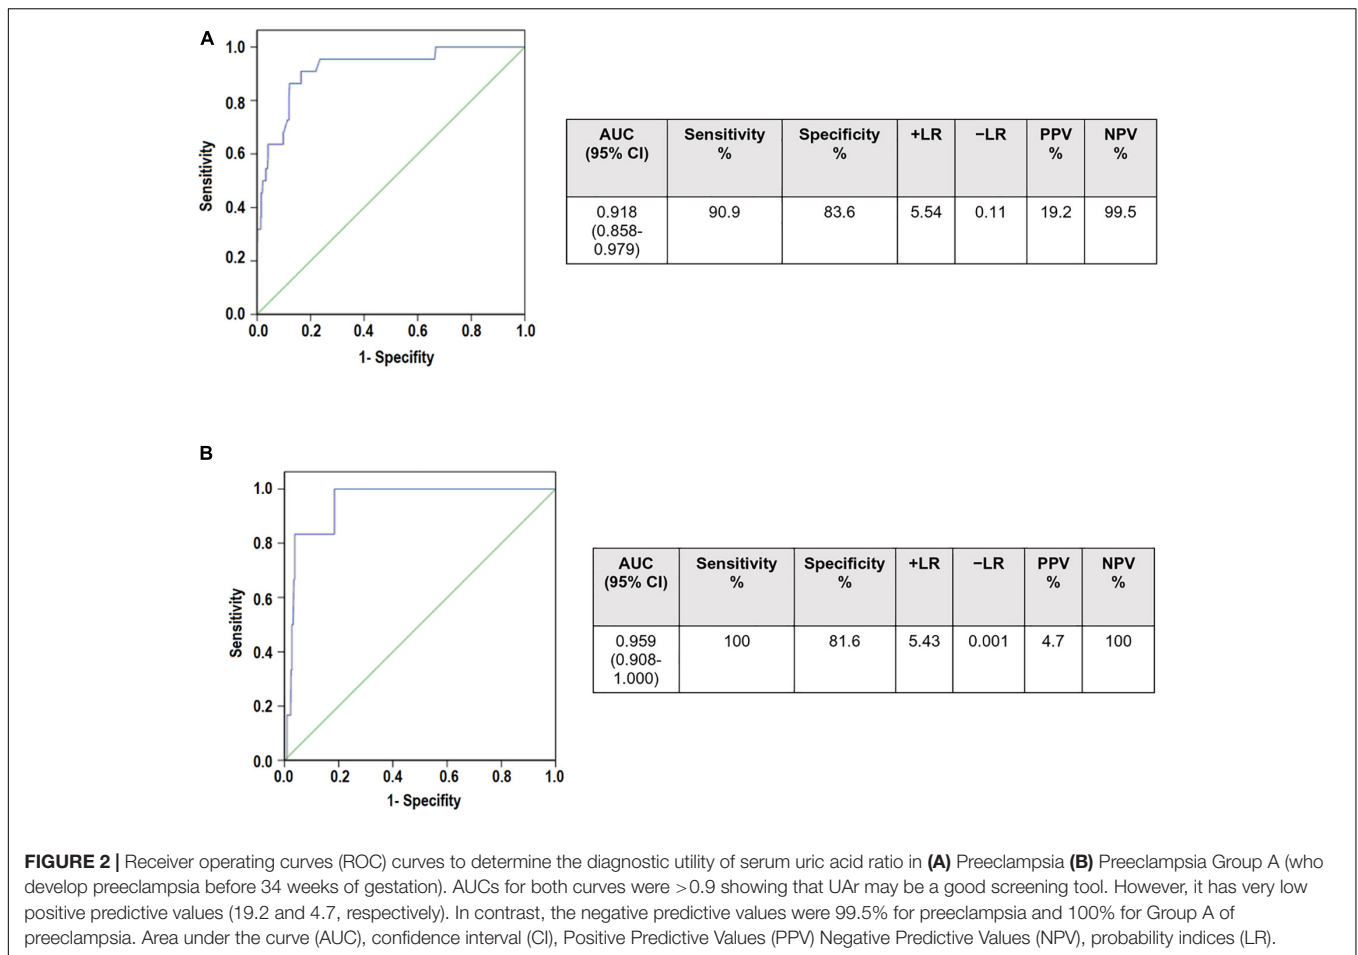 A
1.0
0.8
0.6
0.4
0.2
0.0
Sensitivity
0.0 0.2 0.4 0.6 0.8 1.0
1- Specifity
AUC (95% CI) Sensitivity % Specificity % +LR −LR PPV % NPV %
0.918 (0.858-0.979) 90.9 83.6 5.54 0.11 19.2 99.5
B
1.0
0.8
0.6
0.4
0.2
0.0
Sensitivity
0.0 0.2 0.4 0.6 0.8 1.0
1- Specifity
AUC (95% CI) Sensitivity % Specificity % +LR −LR PPV % NPV %
0.959 (0.908-1.000) 100 81.6 5.43 0.001 4.7 100
FIGURE 2 | Receiver operating curves (ROC) curves to determine the diagnostic utility of serum uric acid ratio in (A) Preeclampsia (B) Preeclampsia Group A (who
develop preeclampsia before 34 weeks of gestation). AUCs for both curves were >0.9 showing that UAr may be a good screening tool. However, it has very low
positive predictive values (19.2 and 4.7, respectively). In contrast, the negative predictive values were 99.5% for preeclampsia and 100% for Group A of
preeclampsia. Area under the curve (AUC), confidence interval (CI), Positive Predictive Values (PPV) Negative Predictive Values (NPV), probability indices (LR).